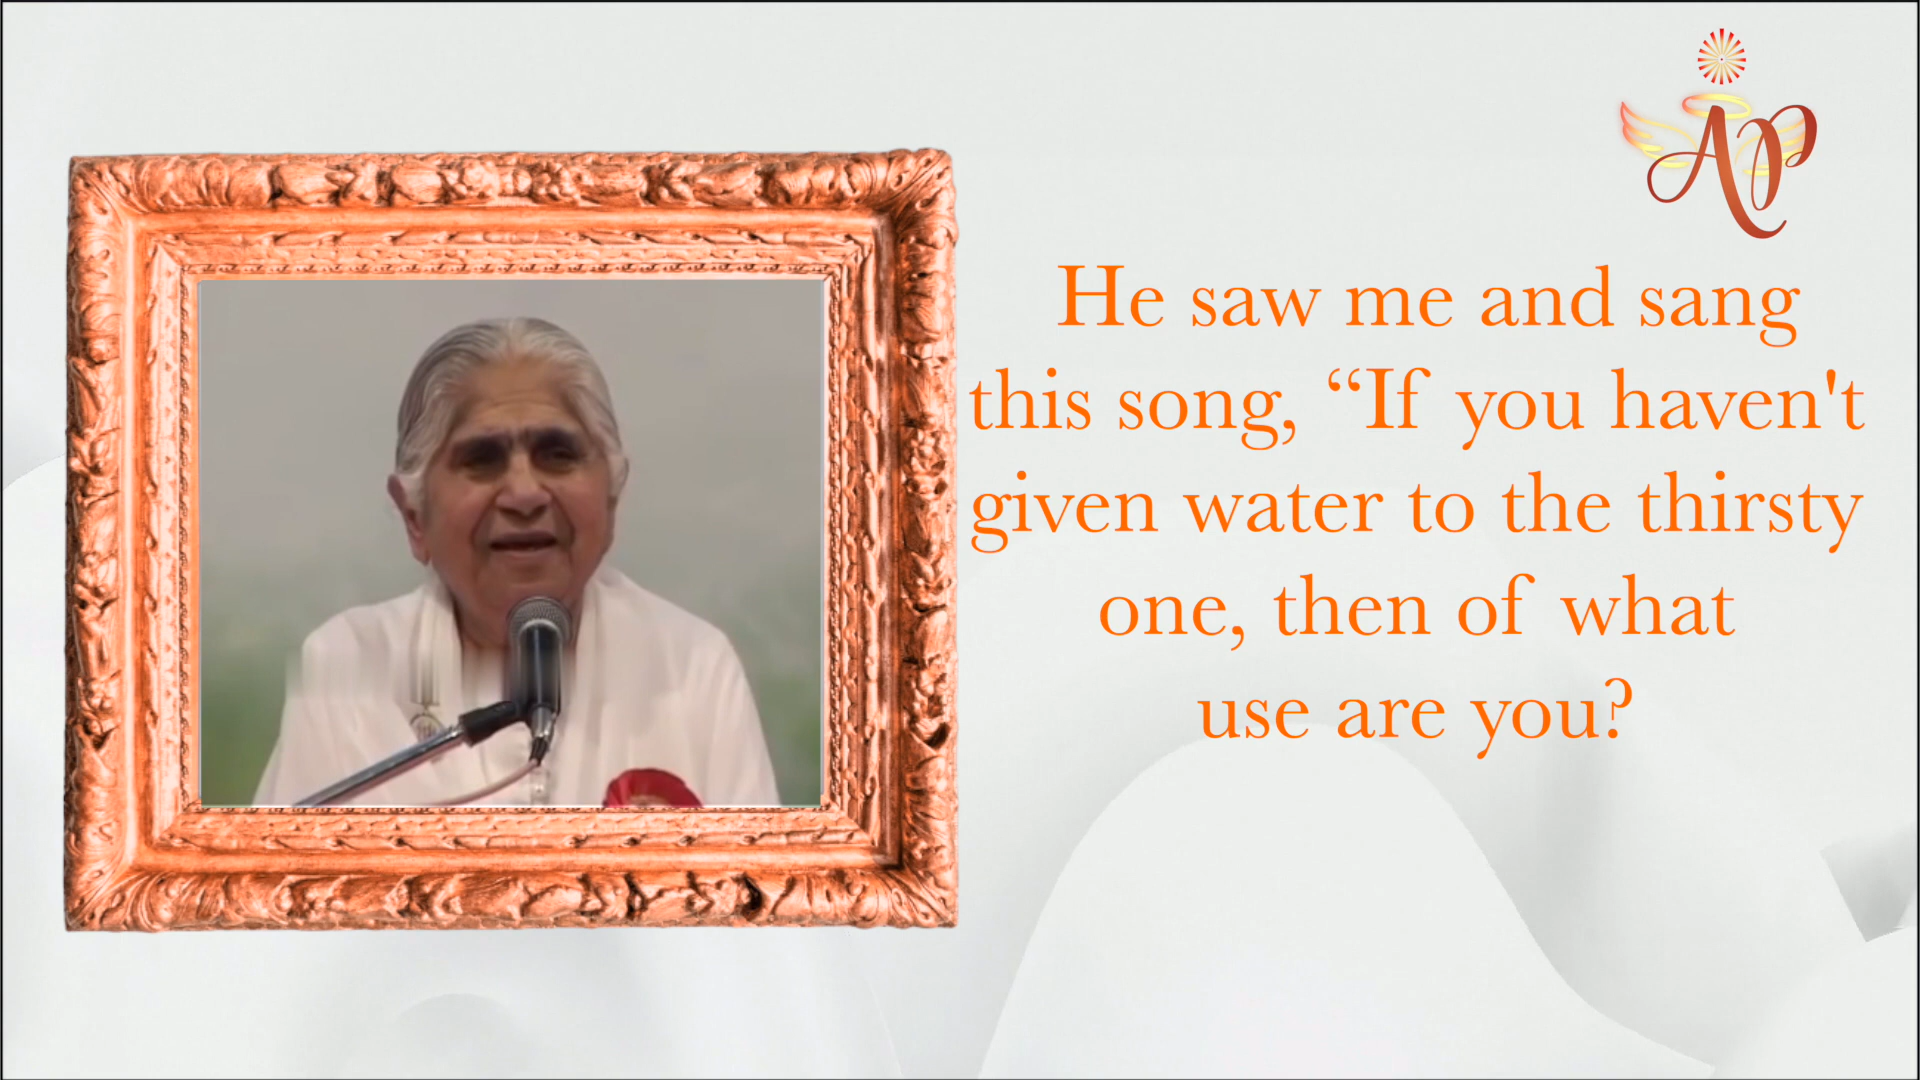 AP
He saw me and sang
this song, “If you haven't
given water to the thirsty
one, then of what
use are you?